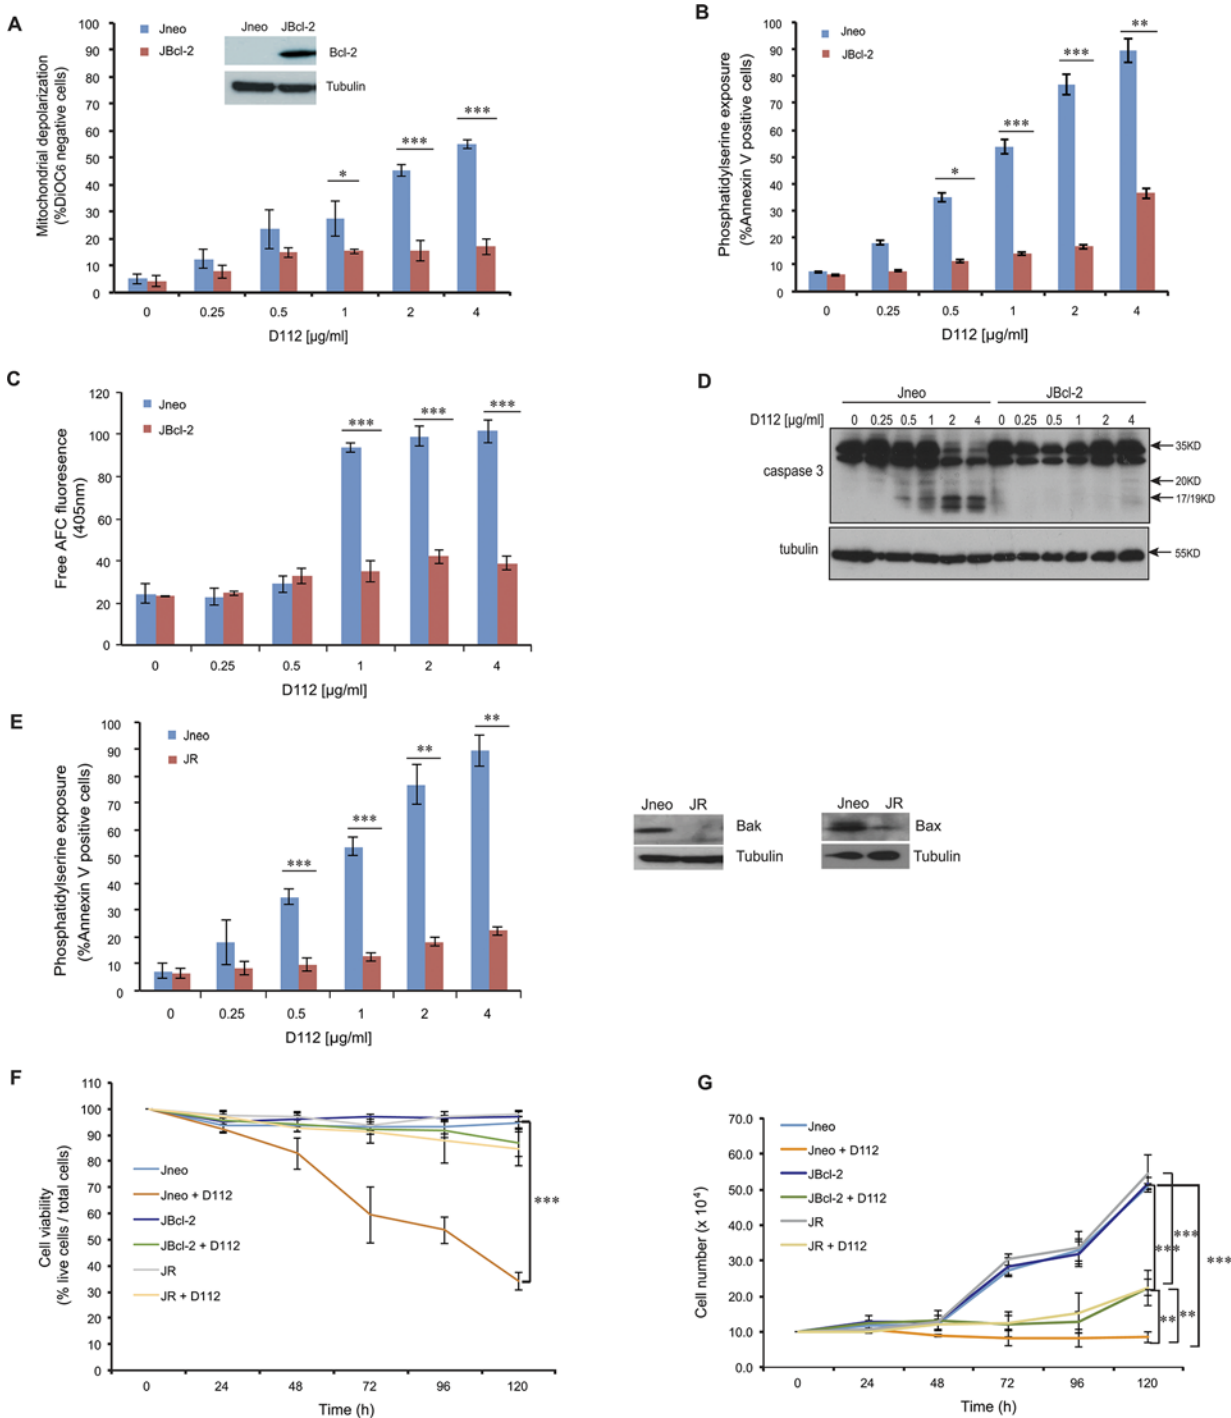 A
Jneo
JBcl-2
Jneo JBcl-2
Bcl-2
Tubulin
Mitochondrial depolarization
(%DiOC6 negative cells)
100
90
80
70
60
50
40
30
20
10
0
*
***
***
0 0.25 0.5 1 2 4
D112 [µg/ml]
B
Jneo
JBcl-2
Phosphatidylserine exposure
(%Annexin V positive cells)
100
90
80
70
60
50
40
30
20
10
0
*
***
***
**
0 0.25 0.5 1 2 4
D112 [µg/ml]
C
Jneo
JBcl-2
Free AFC fluoresence
(405nm)
120
100
80
60
40
20
0
***
***
***
0 0.25 0.5 1 2 4
D112 [µg/ml]
D
Jneo JBcl-2
D112 [µg/ml] 0 0.25 0.5 1 2 4 0 0.25 0.5 1 2 4
caspase 3
35KD
20KD
17/19KD
tubulin
55KD
E
Jneo
JR
Phosphatidylserine exposure
(%Annexin V positive cells)
100
90
80
70
60
50
40
30
20
10
0
***
***
**
**
0 0.25 0.5 1 2 4
D112 [µg/ml]
Jneo JR
Bak
Tubulin
Jneo JR
Bax
Tubulin
F
Cell viability
(% live cells / total cells)
110
100
90
80
70
60
50
40
30
20
10
0
Jneo
Jneo + D112
JBcl-2
JBcl-2 + D112
JR
JR + D112
***
0 24 48 72 96 120
Time (h)
G
Cell number (x 10⁴)
70.0
60.0
50.0
40.0
30.0
20.0
10.0
0.0
Jneo
Jneo + D112
JBcl-2
JBcl-2 + D112
JR
JR + D112
***
***
***
**
**
0 24 48 72 96 120
Time (h)